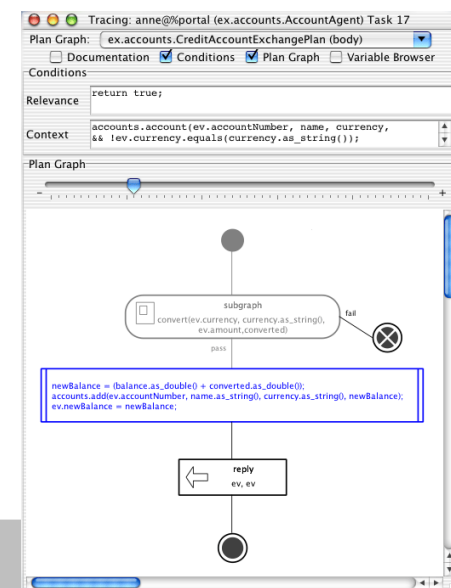 Tracing: anne@%portal (ex.accounts.AccountAgent) Task 17
Plan Graph: ex.accounts.CreditAccountExchangePlan (body)
Documentation Conditions Plan Graph Variable Browser
Conditions
Relevance return true;
Context accounts.account(ev.accountNumber, name, currency,
&& !ev.currency.equals(currency.as_string());
Plan Graph
- +
subgraph
convert(ev.currency, currency.as_string(),
ev.amount,converted)
fail
pass
newBalance = (balance.as_double() + converted.as_double());
accounts.add(ev.accountNumber, name.as_string(), currency.as_string(), newBalance);
ev.newBalance = newBalance;
reply
ev, ev